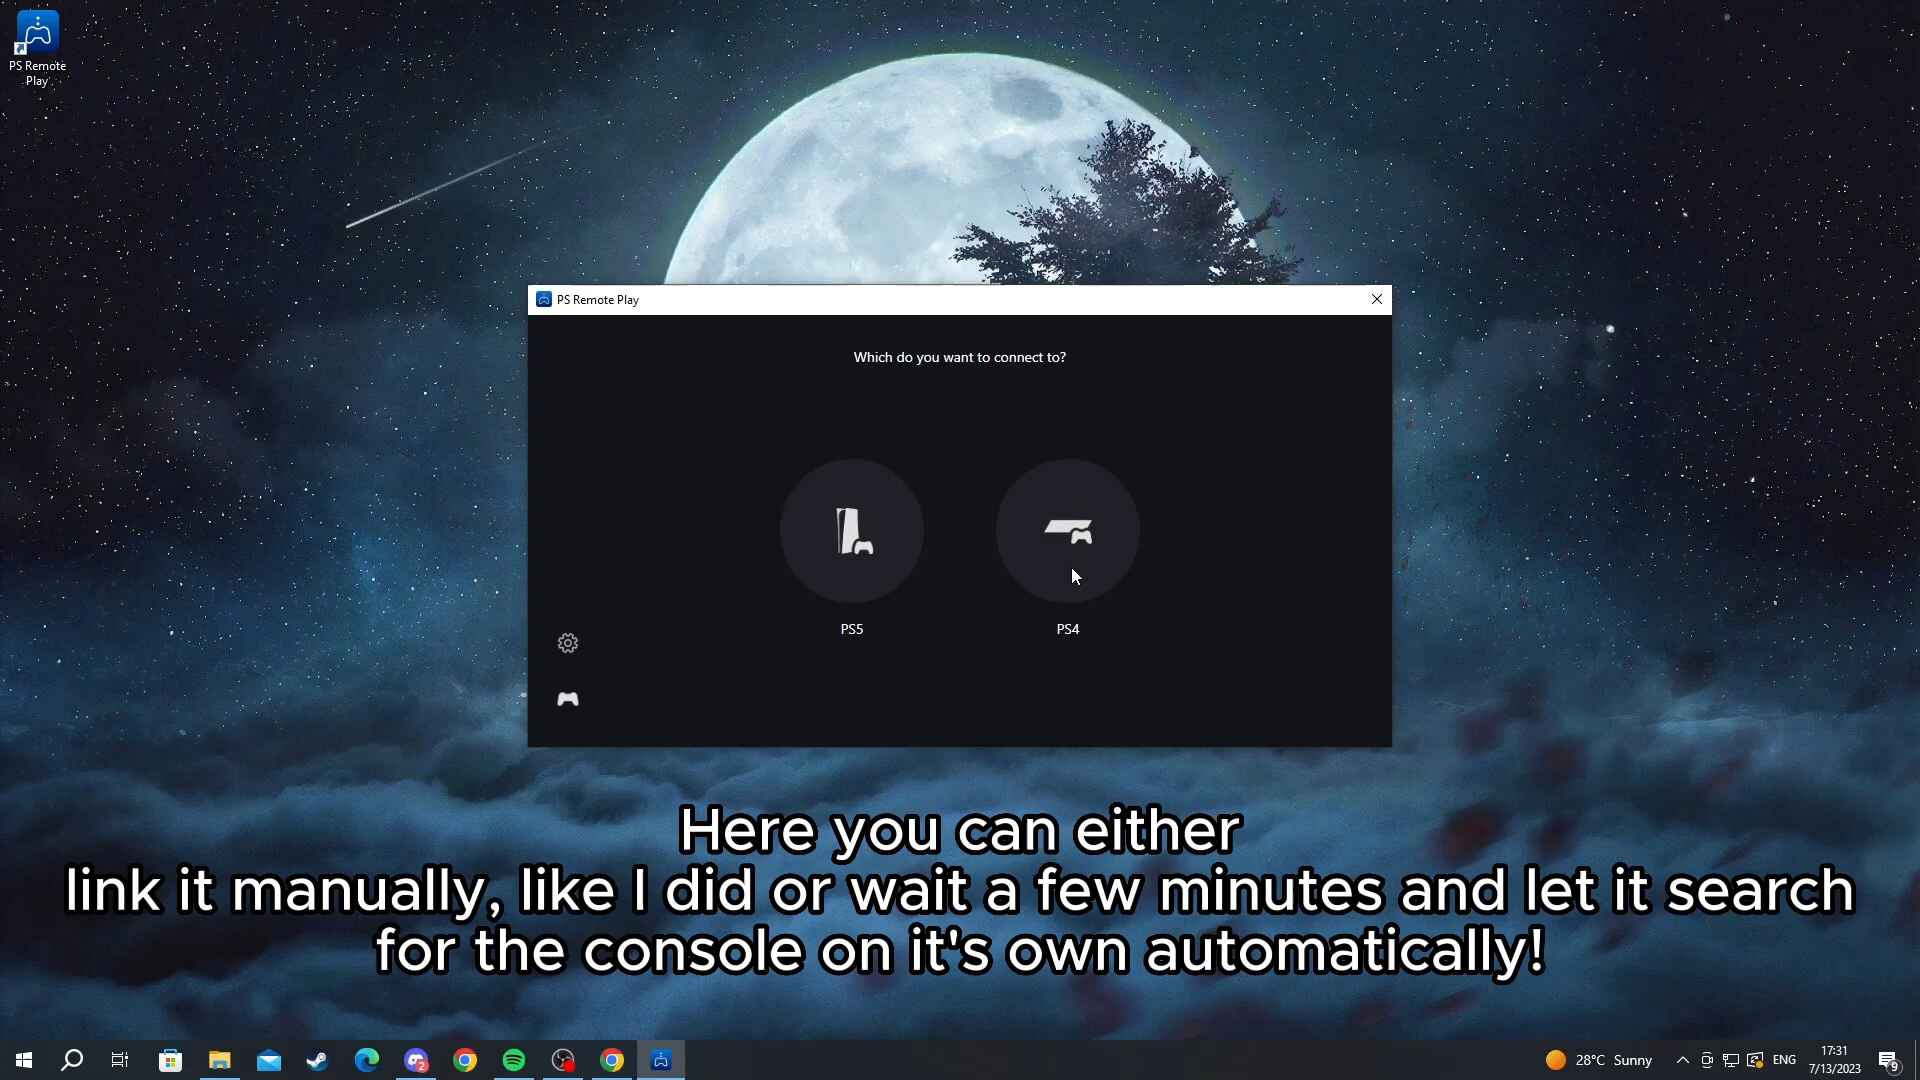 PS Remote
Play
PS Remote Play
Which do you want to connect to?
PS5
PS4
Here you can either
link it manually, like I did or wait a few minutes and let it search
for the console on it's own automatically!
2
28°C Sunny
ENG
17:31
7/13/2023
9